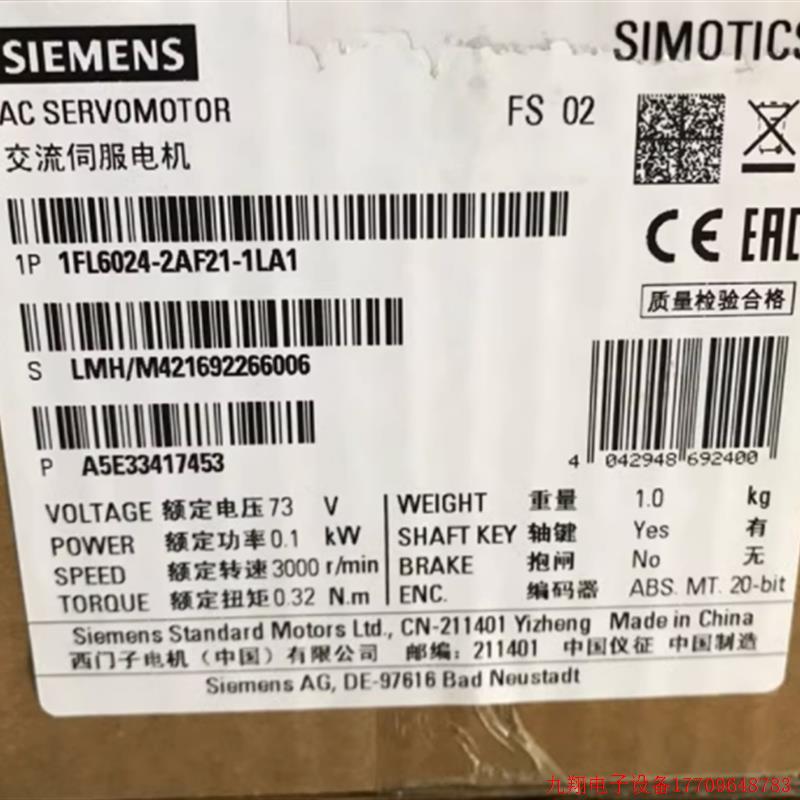 SIEMENS
SIMOTICS
AC SERVOMOTOR
FS 02
交流伺服电机
1P 1FL6024-2AF21-1LA1
CE EAC
质量检验合格
S LMH/M421692266006
P A5E33417453
4 042948 692400
VOLTAGE 额定电压 73 V
POWER 额定功率 0.1 kW
SPEED 额定转速 3000 r/min
TORQUE 额定扭矩 0.32 N.m
WEIGHT 重量 1.0 kg
SHAFT KEY 轴键 Yes 有
BRAKE 抱闸 No 无
ENC. 编码器 ABS. MT. 20-bit
Siemens Standard Motors Ltd., CN-211401 Yizheng Made in China
西门子电机（中国）有限公司 邮编：211401 中国仪征 中国制造
Siemens AG, DE-97616 Bad Neustadt
九翔电子设备17709648783